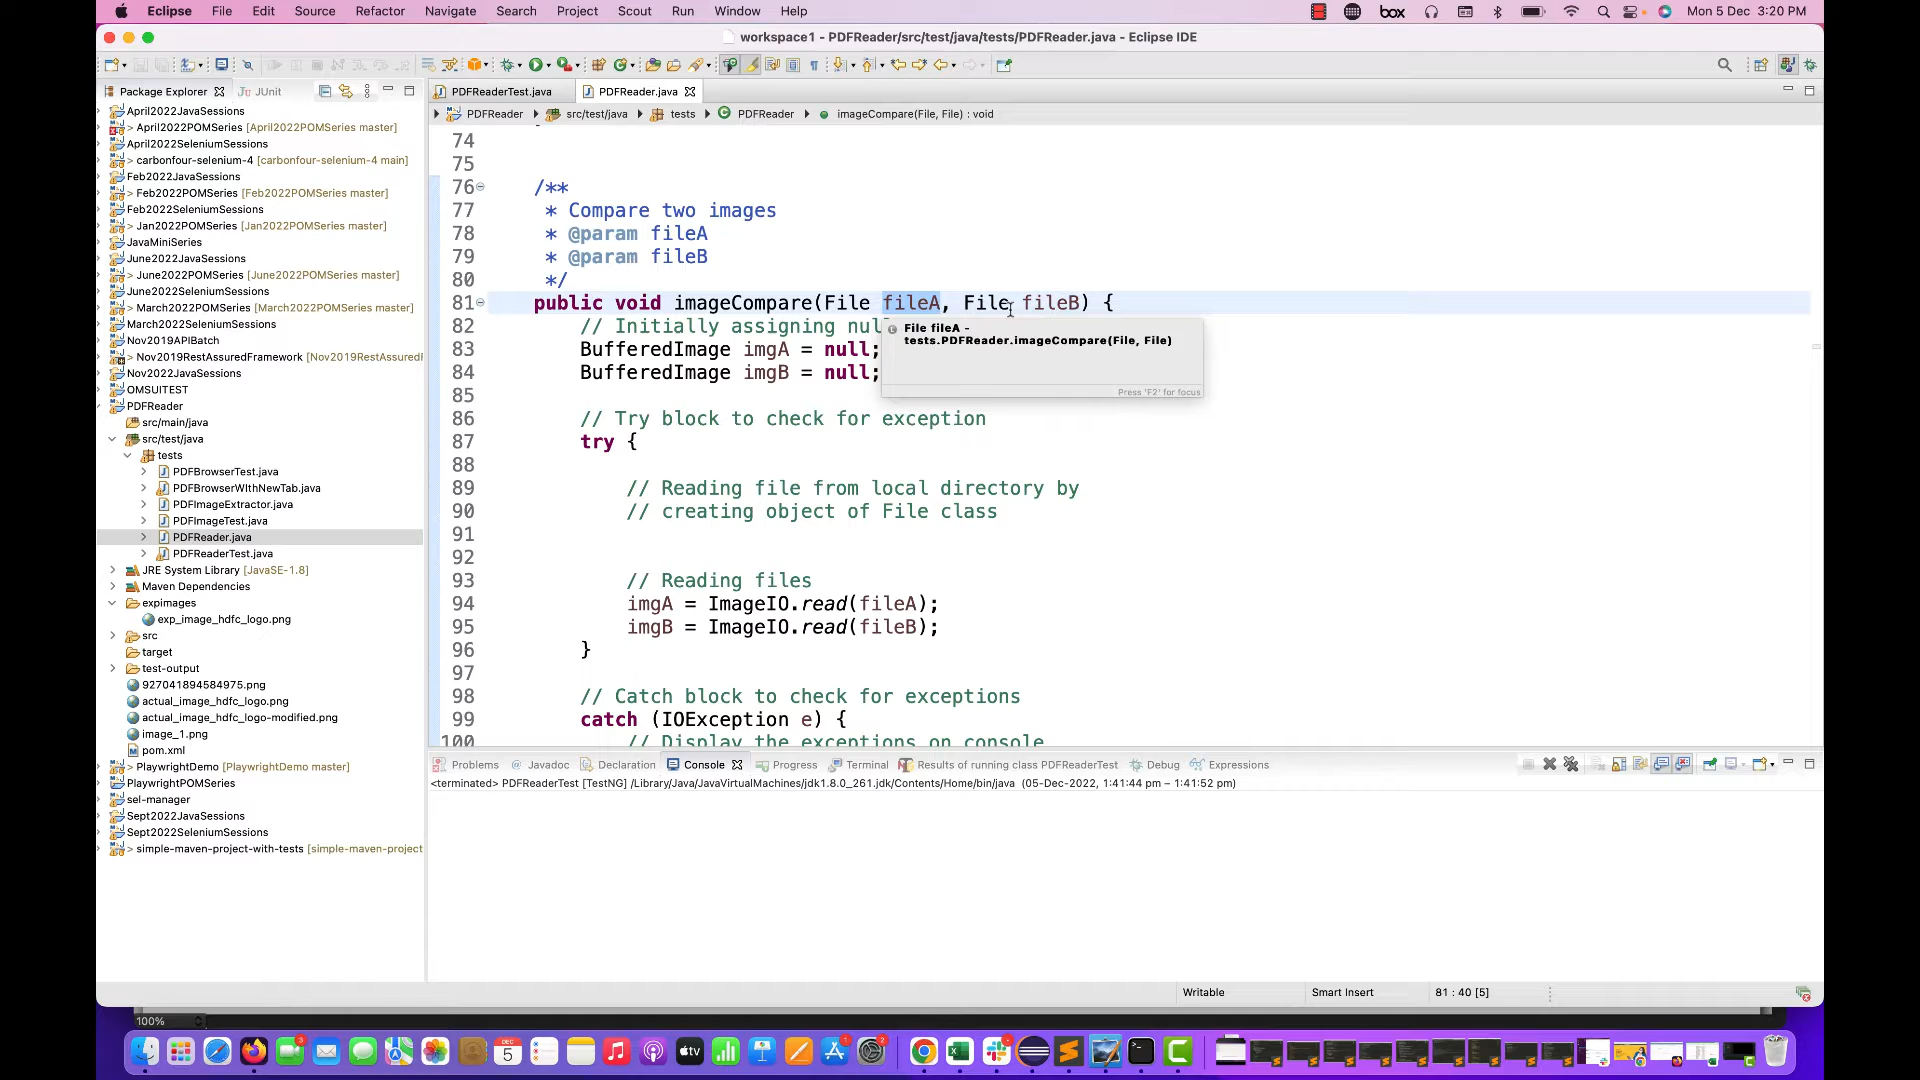 Eclipse File Edit Source Refactor Navigate Search Project Scout Run Window Help box Mon 5 Dec 3:20 PM
workspace1 - PDFReader/src/test/java/tests/PDFReader.java - Eclipse IDE
Package Explorer JUnit
April2022JavaSessions
> April2022POMSeries [April2022POMSeries master]
April2022SeleniumSessions
> carbonfour-selenium-4 [carbonfour-selenium-4 main]
Feb2022JavaSessions
> Feb2022POMSeries [Feb2022POMSeries master]
Feb2022SeleniumSessions
> Jan2022POMSeries [Jan2022POMSeries master]
JavaMiniSeries
June2022JavaSessions
> June2022POMSeries [June2022POMSeries master]
June2022SeleniumSessions
> March2022POMSeries [March2022POMSeries master]
March2022SeleniumSessions
Nov2019APIBatch
> Nov2019RestAssuredFramework [Nov2019RestAssuredF
Nov2022JavaSessions
OMSUITEST
PDFReader
src/main/java
src/test/java
tests
PDFBrowserTest.java
PDFBrowserWIthNewTab.java
PDFImageExtractor.java
PDFImageTest.java
PDFReader.java
PDFReaderTest.java
JRE System Library [JavaSE-1.8]
Maven Dependencies
expimages
exp_image_hdfc_logo.png
src
target
test-output
927041894584975.png
actual_image_hdfc_logo.png
actual_image_hdfc_logo-modified.png
image_1.png
pom.xml
> PlaywrightDemo [PlaywrightDemo master]
PlaywrightPOMSeries
sel-manager
Sept2022JavaSessions
Sept2022SeleniumSessions
> simple-maven-project-with-tests [simple-maven-project
PDFReaderTest.java PDFReader.java
PDFReader src/test/java tests PDFReader imageCompare(File, File) : void
74
75
76 /**
77 * Compare two images
78 * @param fileA
79 * @param fileB
80 */
81 public void imageCompare(File fileA, File fileB) {
82 // Initially assigning nul
83 BufferedImage imgA = null;
84 BufferedImage imgB = null;
File fileA -
tests.PDFReader.imageCompare(File, File)
Press 'F2' for focus
85
86 // Try block to check for exception
87 try {
88
89 // Reading file from local directory by
90 // creating object of File class
91
92
93 // Reading files
94 imgA = ImageIO.read(fileA);
95 imgB = ImageIO.read(fileB);
96 }
97
98 // Catch block to check for exceptions
99 catch (IOException e) {
100 // Display the exceptions on console
Problems Javadoc Declaration Console Progress Terminal Results of running class PDFReaderTest Debug Expressions
<terminated> PDFReaderTest [TestNG] /Library/Java/JavaVirtualMachines/jdk1.8.0_261.jdk/Contents/Home/bin/java (05-Dec-2022, 1:41:44 pm – 1:41:52 pm)
Writable Smart Insert 81 : 40 [5]
100%
DEC
5
tv